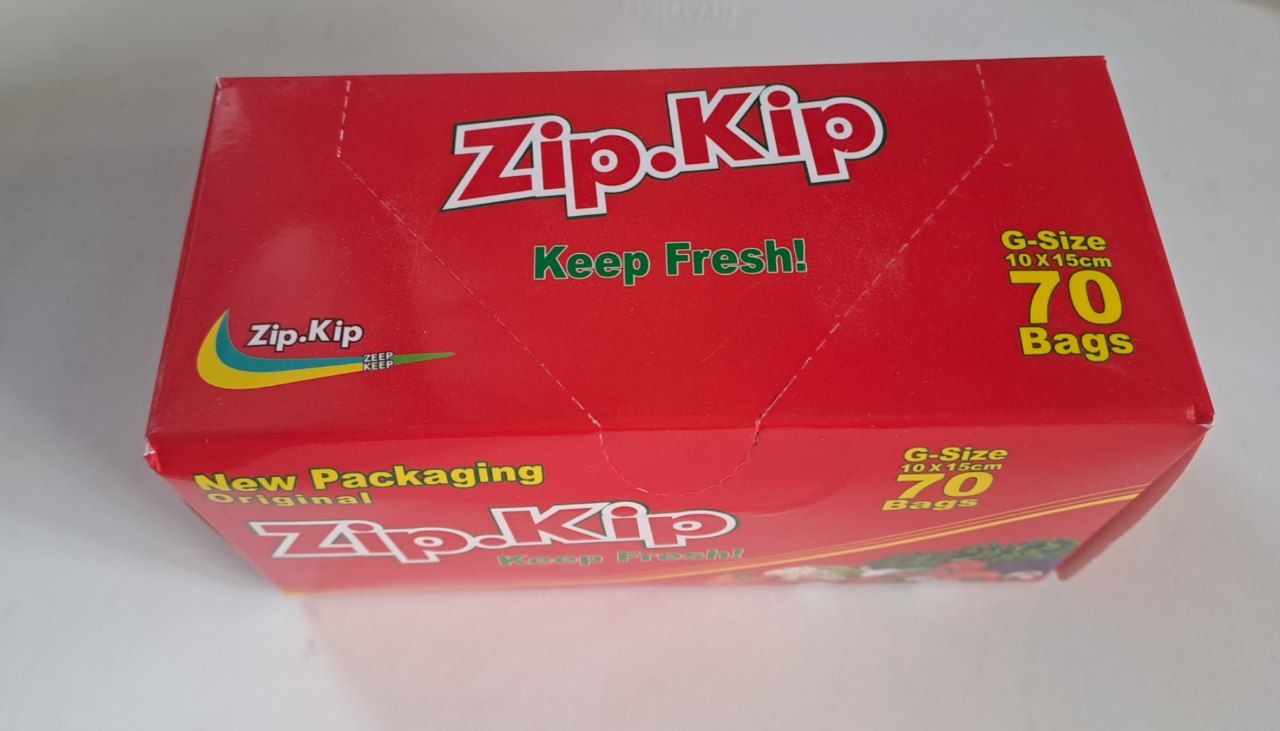 Zip.Kip
Keep Fresh!
G-Size
10 X 15cm
70
Bags
Zip.Kip
ZEEP
KEEP
New Packaging
Original
Zip.Kip
Keep Fresh!
G-Size
10 X 15cm
70
Bags